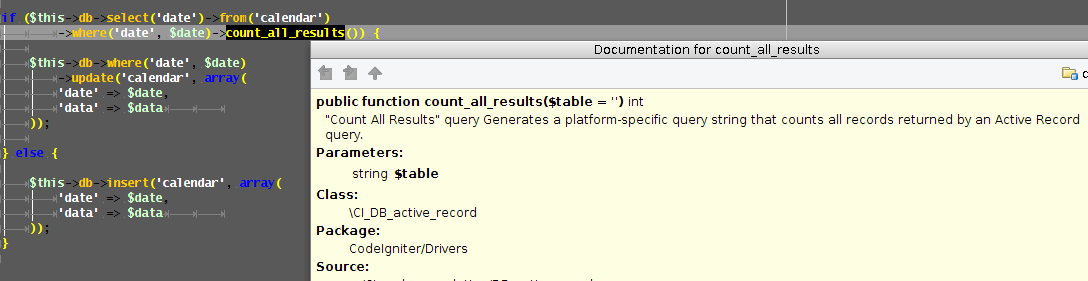 if ($this->db->select('date')->from('calendar')
->where('date', $date)->count_all_results()) {
$this->db->where('date', $date)
->update('calendar', array(
'date' => $date,
'data' => $data
));
} else {
$this->db->insert('calendar', array(
'date' => $date,
'data' => $data
));
}
Documentation for count_all_results
public function count_all_results($table = '') int
"Count All Results" query Generates a platform-specific query string that counts all records returned by an Active Record
query.
Parameters:
string $table
Class:
\CI_DB_active_record
Package:
CodeIgniter/Drivers
Source: